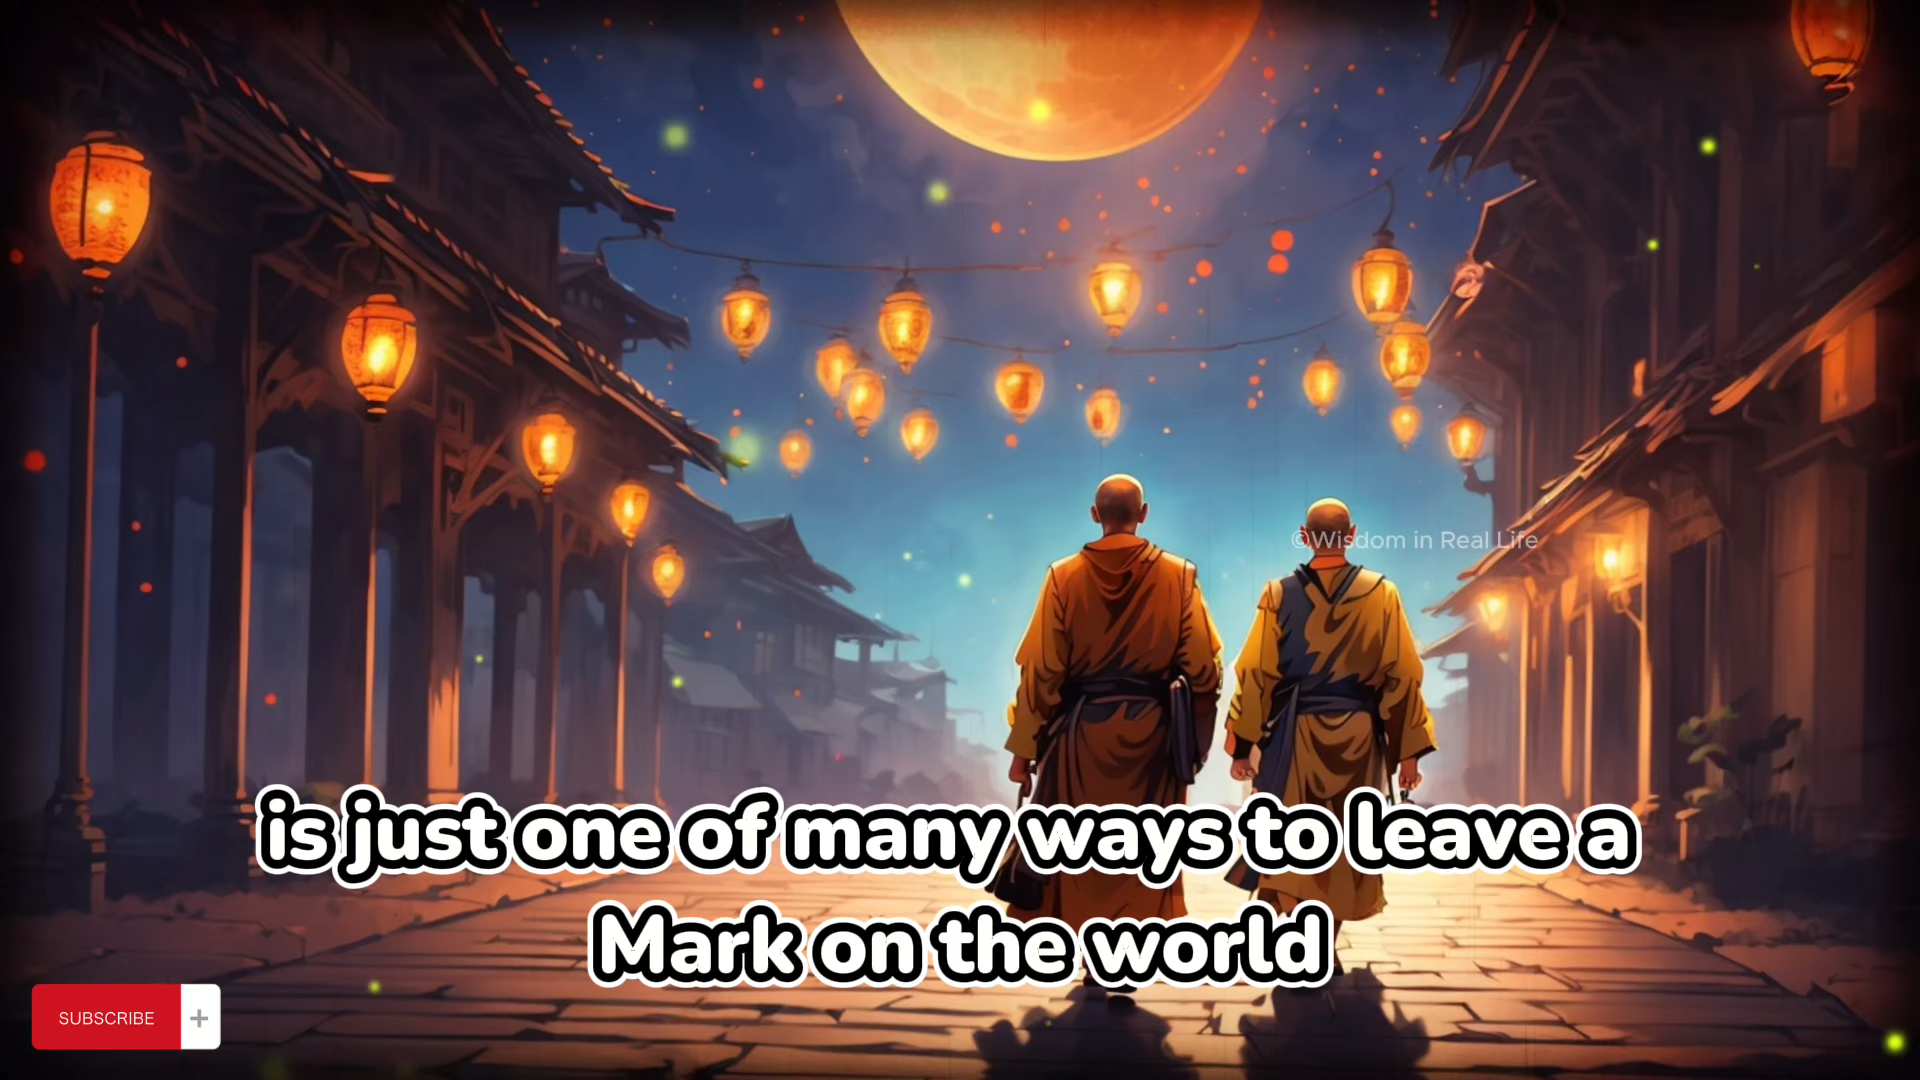 ©Wisdom in Real Life
is just one of many ways to leave a
Mark on the world
SUBSCRIBE +